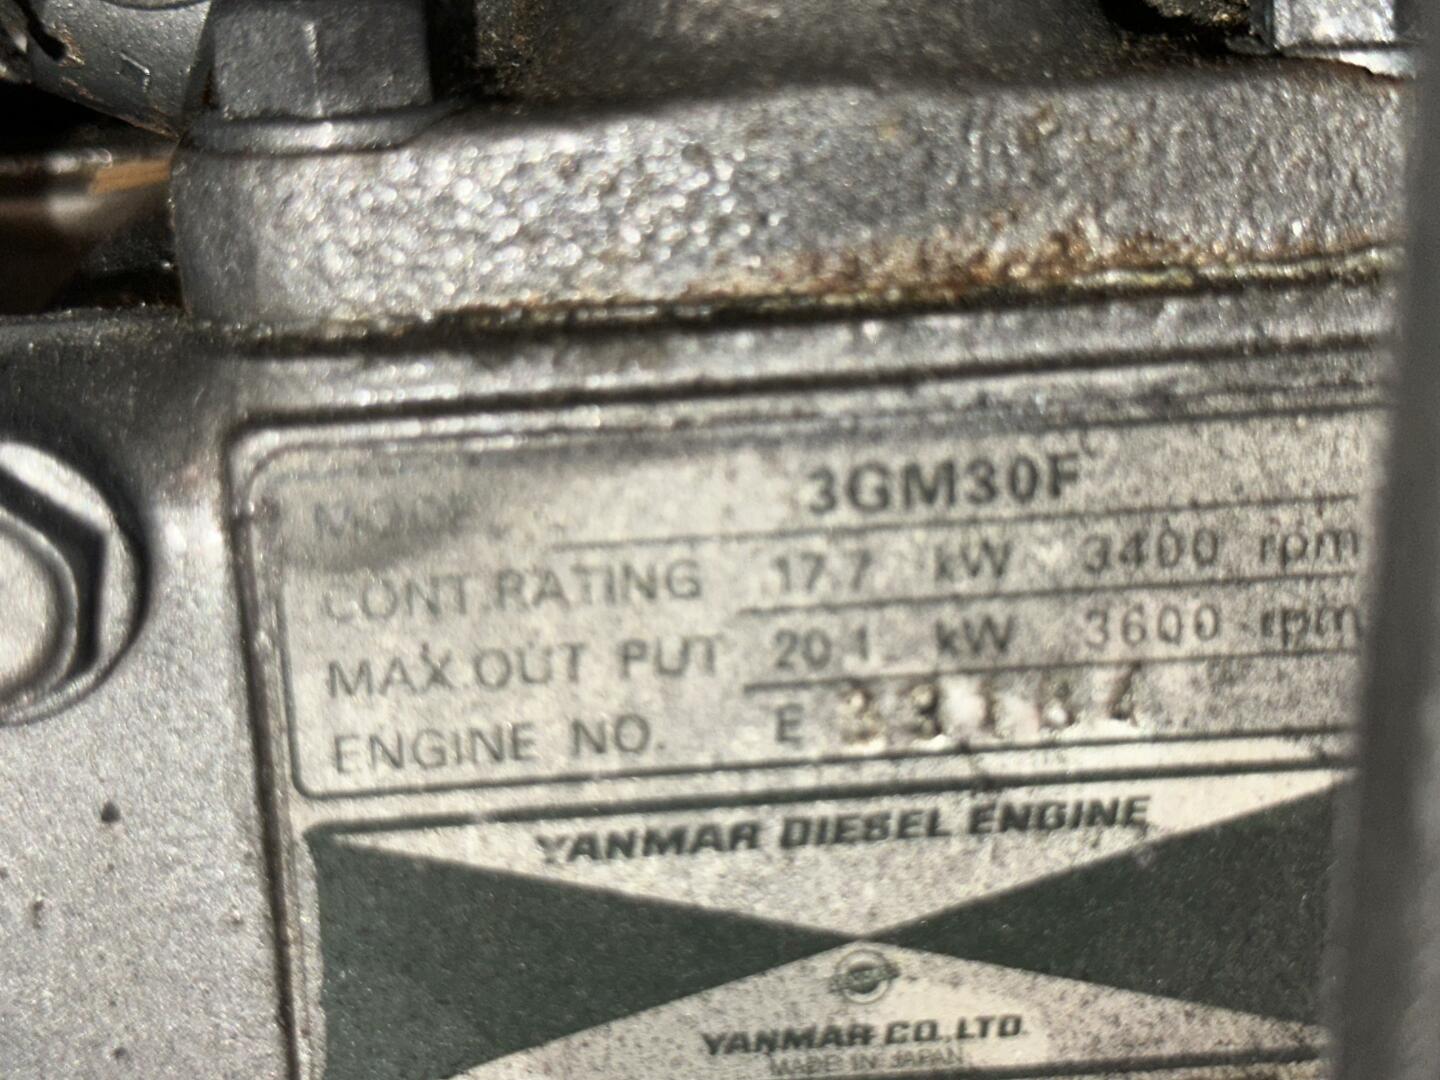 MODEL 3GM30F
CONT.RATING 17.7 kW 3400 rpm
MAX.OUT PUT 20.1 kW 3600 rpm
ENGINE NO. E
YANMAR DIESEL ENGINE
YANMAR CO.,LTD.
MADE IN JAPAN